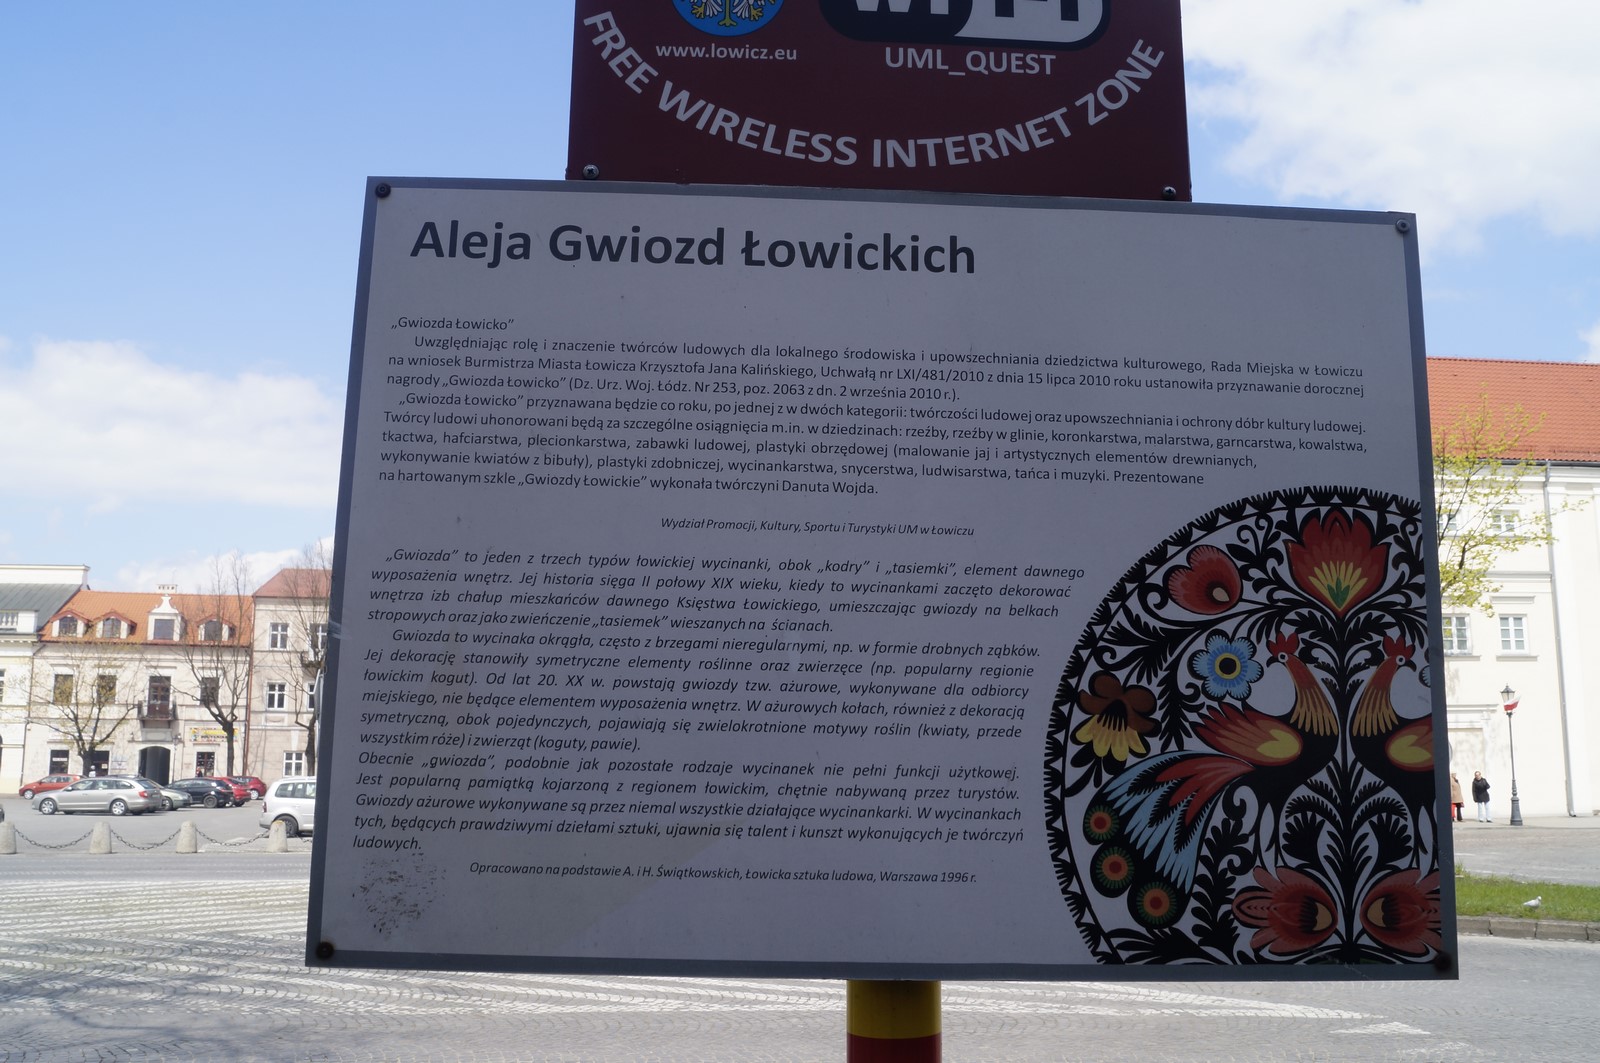 WI FI
www.lowicz.eu
UML_QUEST
FREE WIRELESS INTERNET ZONE
Aleja Gwiozd Łowickich
„Gwiozda Łowicko”
Uwzględniając rolę i znaczenie twórców ludowych dla lokalnego środowiska i upowszechniania dziedzictwa kulturowego, Rada Miejska w Łowiczu
na wniosek Burmistrza Miasta Łowicza Krzysztofa Jana Kalińskiego, Uchwałą nr LXI/481/2010 z dnia 15 lipca 2010 roku ustanowiła przyznawanie dorocznej
nagrody „Gwiozda Łowicko” (Dz. Urz. Woj. Łódz. Nr 253, poz. 2063 z dn. 2 września 2010 r.).
„Gwiozda Łowicko” przyznawana będzie co roku, po jednej z w dwóch kategorii: twórczości ludowej oraz upowszechniania i ochrony dóbr kultury ludowej.
Twórcy ludowi uhonorowani będą za szczególne osiągnięcia m.in. w dziedzinach: rzeźby, rzeźby w glinie, koronkarstwa, malarstwa, garncarstwa, kowalstwa,
tkactwa, hafciarstwa, plecionkarstwa, zabawki ludowej, plastyki obrzędowej (malowanie jaj i artystycznych elementów drewnianych,
wykonywanie kwiatów z bibuły), plastyki zdobniczej, wycinankarstwa, snycerstwa, ludwisarstwa, tańca i muzyki. Prezentowane
na hartowanym szkle „Gwiozdy Łowickie” wykonała twórczyni Danuta Wojda.
Wydział Promocji, Kultury, Sportu i Turystyki UM w Łowiczu
„Gwiozda” to jeden z trzech typów łowickiej wycinanki, obok „kodry” i „tasiemki”, element dawnego
wyposażenia wnętrz. Jej historia sięga II połowy XIX wieku, kiedy to wycinankami zaczęto dekorować
wnętrza izb chałup mieszkańców dawnego Księstwa Łowickiego, umieszczając gwiozdy na belkach
stropowych oraz jako zwieńczenie „tasiemek” wieszanych na ścianach.
Gwiozda to wycinaka okrągła, często z brzegami nieregularnymi, np. w formie drobnych ząbków.
Jej dekorację stanowiły symetryczne elementy roślinne oraz zwierzęce (np. popularny regionie
łowickim kogut). Od lat 20. XX w. powstają gwiozdy tzw. ażurowe, wykonywane dla odbiorcy
miejskiego, nie będące elementem wyposażenia wnętrz. W ażurowych kołach, również z dekoracją
symetryczną, obok pojedynczych, pojawiają się zwielokrotnione motywy roślin (kwiaty, przede
wszystkim róże) i zwierząt (koguty, pawie).
Obecnie „gwiozda”, podobnie jak pozostałe rodzaje wycinanek nie pełni funkcji użytkowej.
Jest popularną pamiątką kojarzoną z regionem łowickim, chętnie nabywaną przez turystów.
Gwiozdy ażurowe wykonywane są przez niemal wszystkie działające wycinankarki. W wycinankach
tych, będących prawdziwymi dziełami sztuki, ujawnia się talent i kunszt wykonujących je twórczyń
ludowych.
Opracowano na podstawie A. i H. Świątkowskich, Łowicka sztuka ludowa, Warszawa 1996 r.